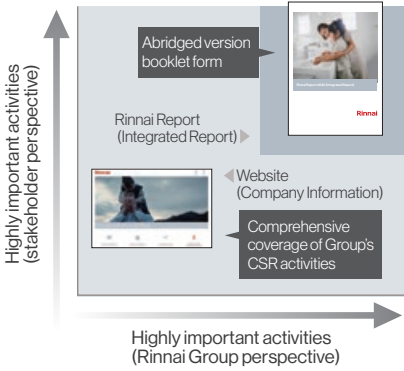 Highly important activities
(stakeholder perspective)
Abridged version
booklet form
Rinnai
Rinnai Report
(Integrated Report)
Website
(Company Information)
Comprehensive
coverage of Group's
CSR activities
Highly important activities
(Rinnai Group perspective)